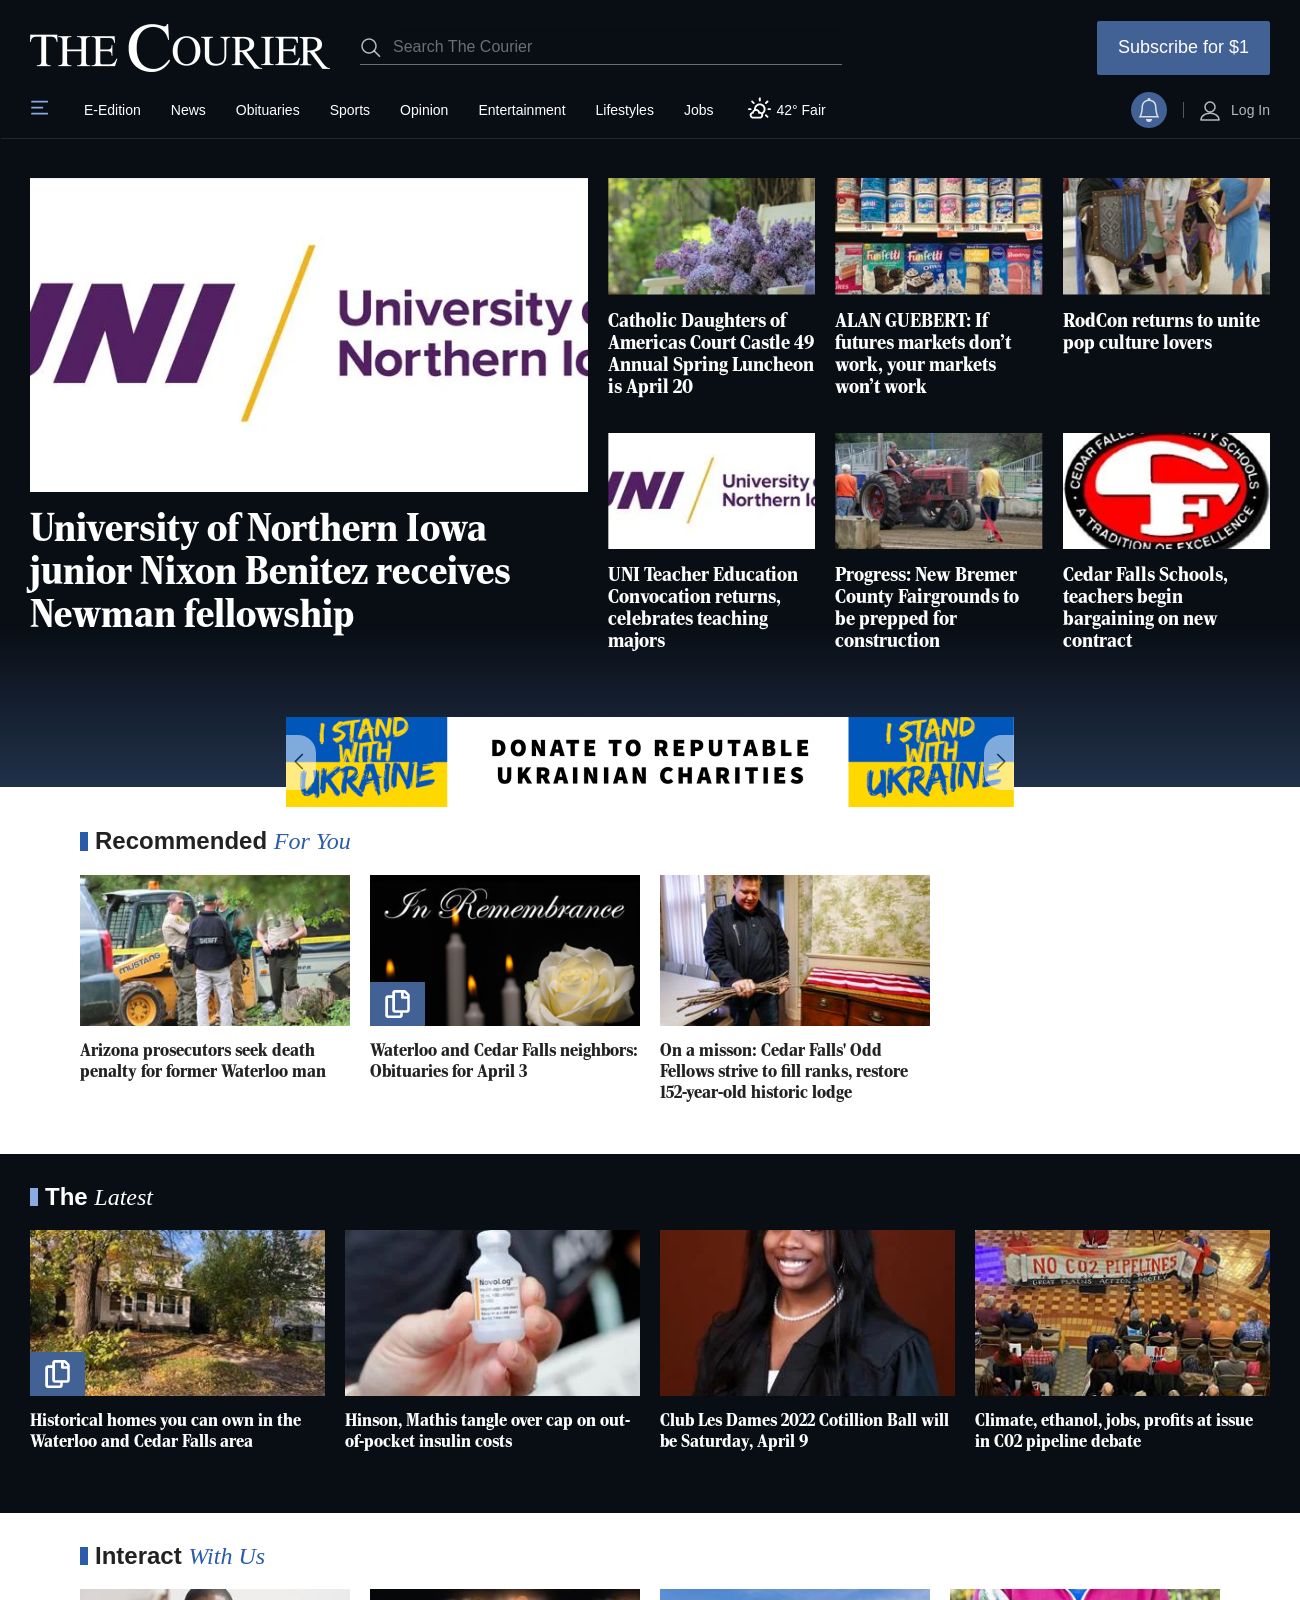 THE COURIER
Search The Courier
Subscribe for $1
E-Edition
News
Obituaries
Sports
Opinion
Entertainment
Lifestyles
Jobs
42° Fair
Log In
UNI
University o
Northern Io
University of Northern Iowa
junior Nixon Benitez receives
Newman fellowship
Catholic Daughters of
Americas Court Castle 49
Annual Spring Luncheon
is April 20
Funfetti
Funfetti
ALAN GUEBERT: If
futures markets don’t
work, your markets
won’t work
RodCon returns to unite
pop culture lovers
UNI
University o
Northern Io
UNI Teacher Education
Convocation returns,
celebrates teaching
majors
Progress: New Bremer
County Fairgrounds to
be prepped for
construction
CEDAR FALLS COMMUNITY SCHOOLS
CF
A TRADITION OF EXCELLENCE
Cedar Falls Schools,
teachers begin
bargaining on new
contract
I STAND
WITH
UKRAINE
DONATE TO REPUTABLE
UKRAINIAN CHARITIES
I STAND
WITH
UKRAINE
Recommended For You
SHERIFF
MUSTANG
Arizona prosecutors seek death
penalty for former Waterloo man
In Remembrance
Waterloo and Cedar Falls neighbors:
Obituaries for April 3
On a misson: Cedar Falls' Odd
Fellows strive to fill ranks, restore
152-year-old historic lodge
The Latest
Historical homes you can own in the
Waterloo and Cedar Falls area
NovoLog
Hinson, Mathis tangle over cap on out-
of-pocket insulin costs
Club Les Dames 2022 Cotillion Ball will
be Saturday, April 9
NO CO2 PIPELINES
GREAT PLAINS ACTION SOCIETY
Climate, ethanol, jobs, profits at issue
in C02 pipeline debate
Interact With Us